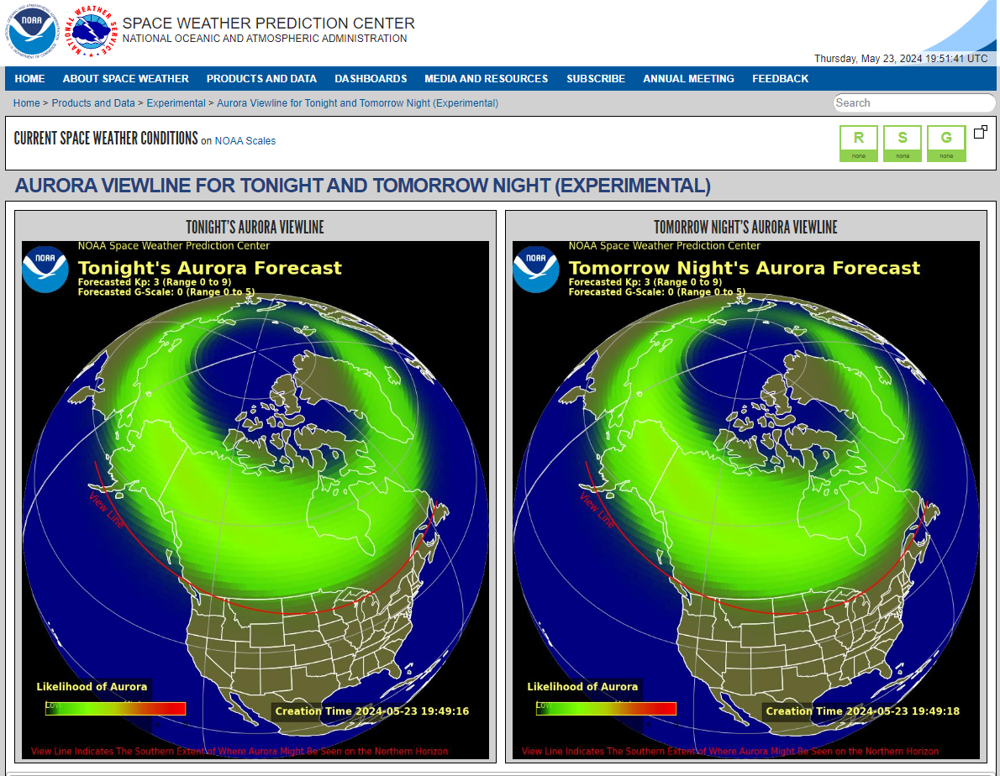 NOAA
NATIONAL WEATHER SERVICE
SPACE WEATHER PREDICTION CENTER
NATIONAL OCEANIC AND ATMOSPHERIC ADMINISTRATION
Thursday, May 23, 2024 19:51:41 UTC
HOME ABOUT SPACE WEATHER PRODUCTS AND DATA DASHBOARDS MEDIA AND RESOURCES SUBSCRIBE ANNUAL MEETING FEEDBACK
Home > Products and Data > Experimental > Aurora Viewline for Tonight and Tomorrow Night (Experimental)
Search
CURRENT SPACE WEATHER CONDITIONS on NOAA Scales
R S G
none none none
AURORA VIEWLINE FOR TONIGHT AND TOMORROW NIGHT (EXPERIMENTAL)
TONIGHT'S AURORA VIEWLINE
NOAA
NOAA Space Weather Prediction Center
Tonight's Aurora Forecast
Forecasted Kp: 3 (Range 0 to 9)
Forecasted G-Scale: 0 (Range 0 to 5)
View Line
Likelihood of Aurora
Low High
Creation Time 2024-05-23 19:49:16
View Line Indicates The Southern Extent of Where Aurora Might Be Seen on the Northern Horizon
TOMORROW NIGHT'S AURORA VIEWLINE
NOAA
NOAA Space Weather Prediction Center
Tomorrow Night's Aurora Forecast
Forecasted Kp: 3 (Range 0 to 9)
Forecasted G-Scale: 0 (Range 0 to 5)
View Line
Likelihood of Aurora
Low High
Creation Time 2024-05-23 19:49:18
View Line Indicates The Southern Extent of Where Aurora Might Be Seen on the Northern Horizon